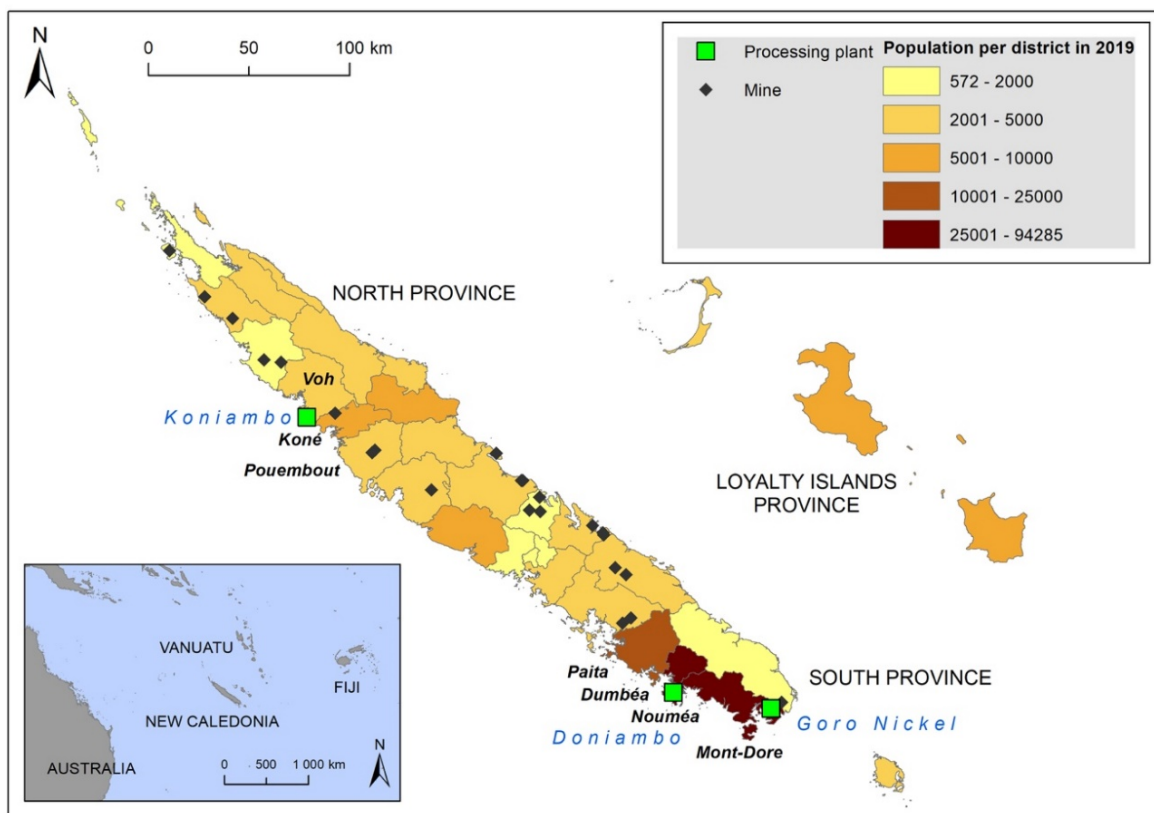 N
0 50 100 km
Processing plant
Mine
Population per district in 2019
572 - 2000
2001 - 5000
5001 - 10000
10001 - 25000
25001 - 94285
NORTH PROVINCE
Voh
Koniambo
Koné
Pouembout
LOYALTY ISLANDS
PROVINCE
SOUTH PROVINCE
Paita
Dumbéa
Nouméa
Doniambo
Goro Nickel
Mont-Dore
VANUATU
FIJI
NEW CALEDONIA
AUSTRALIA
N
0 500 1 000 km